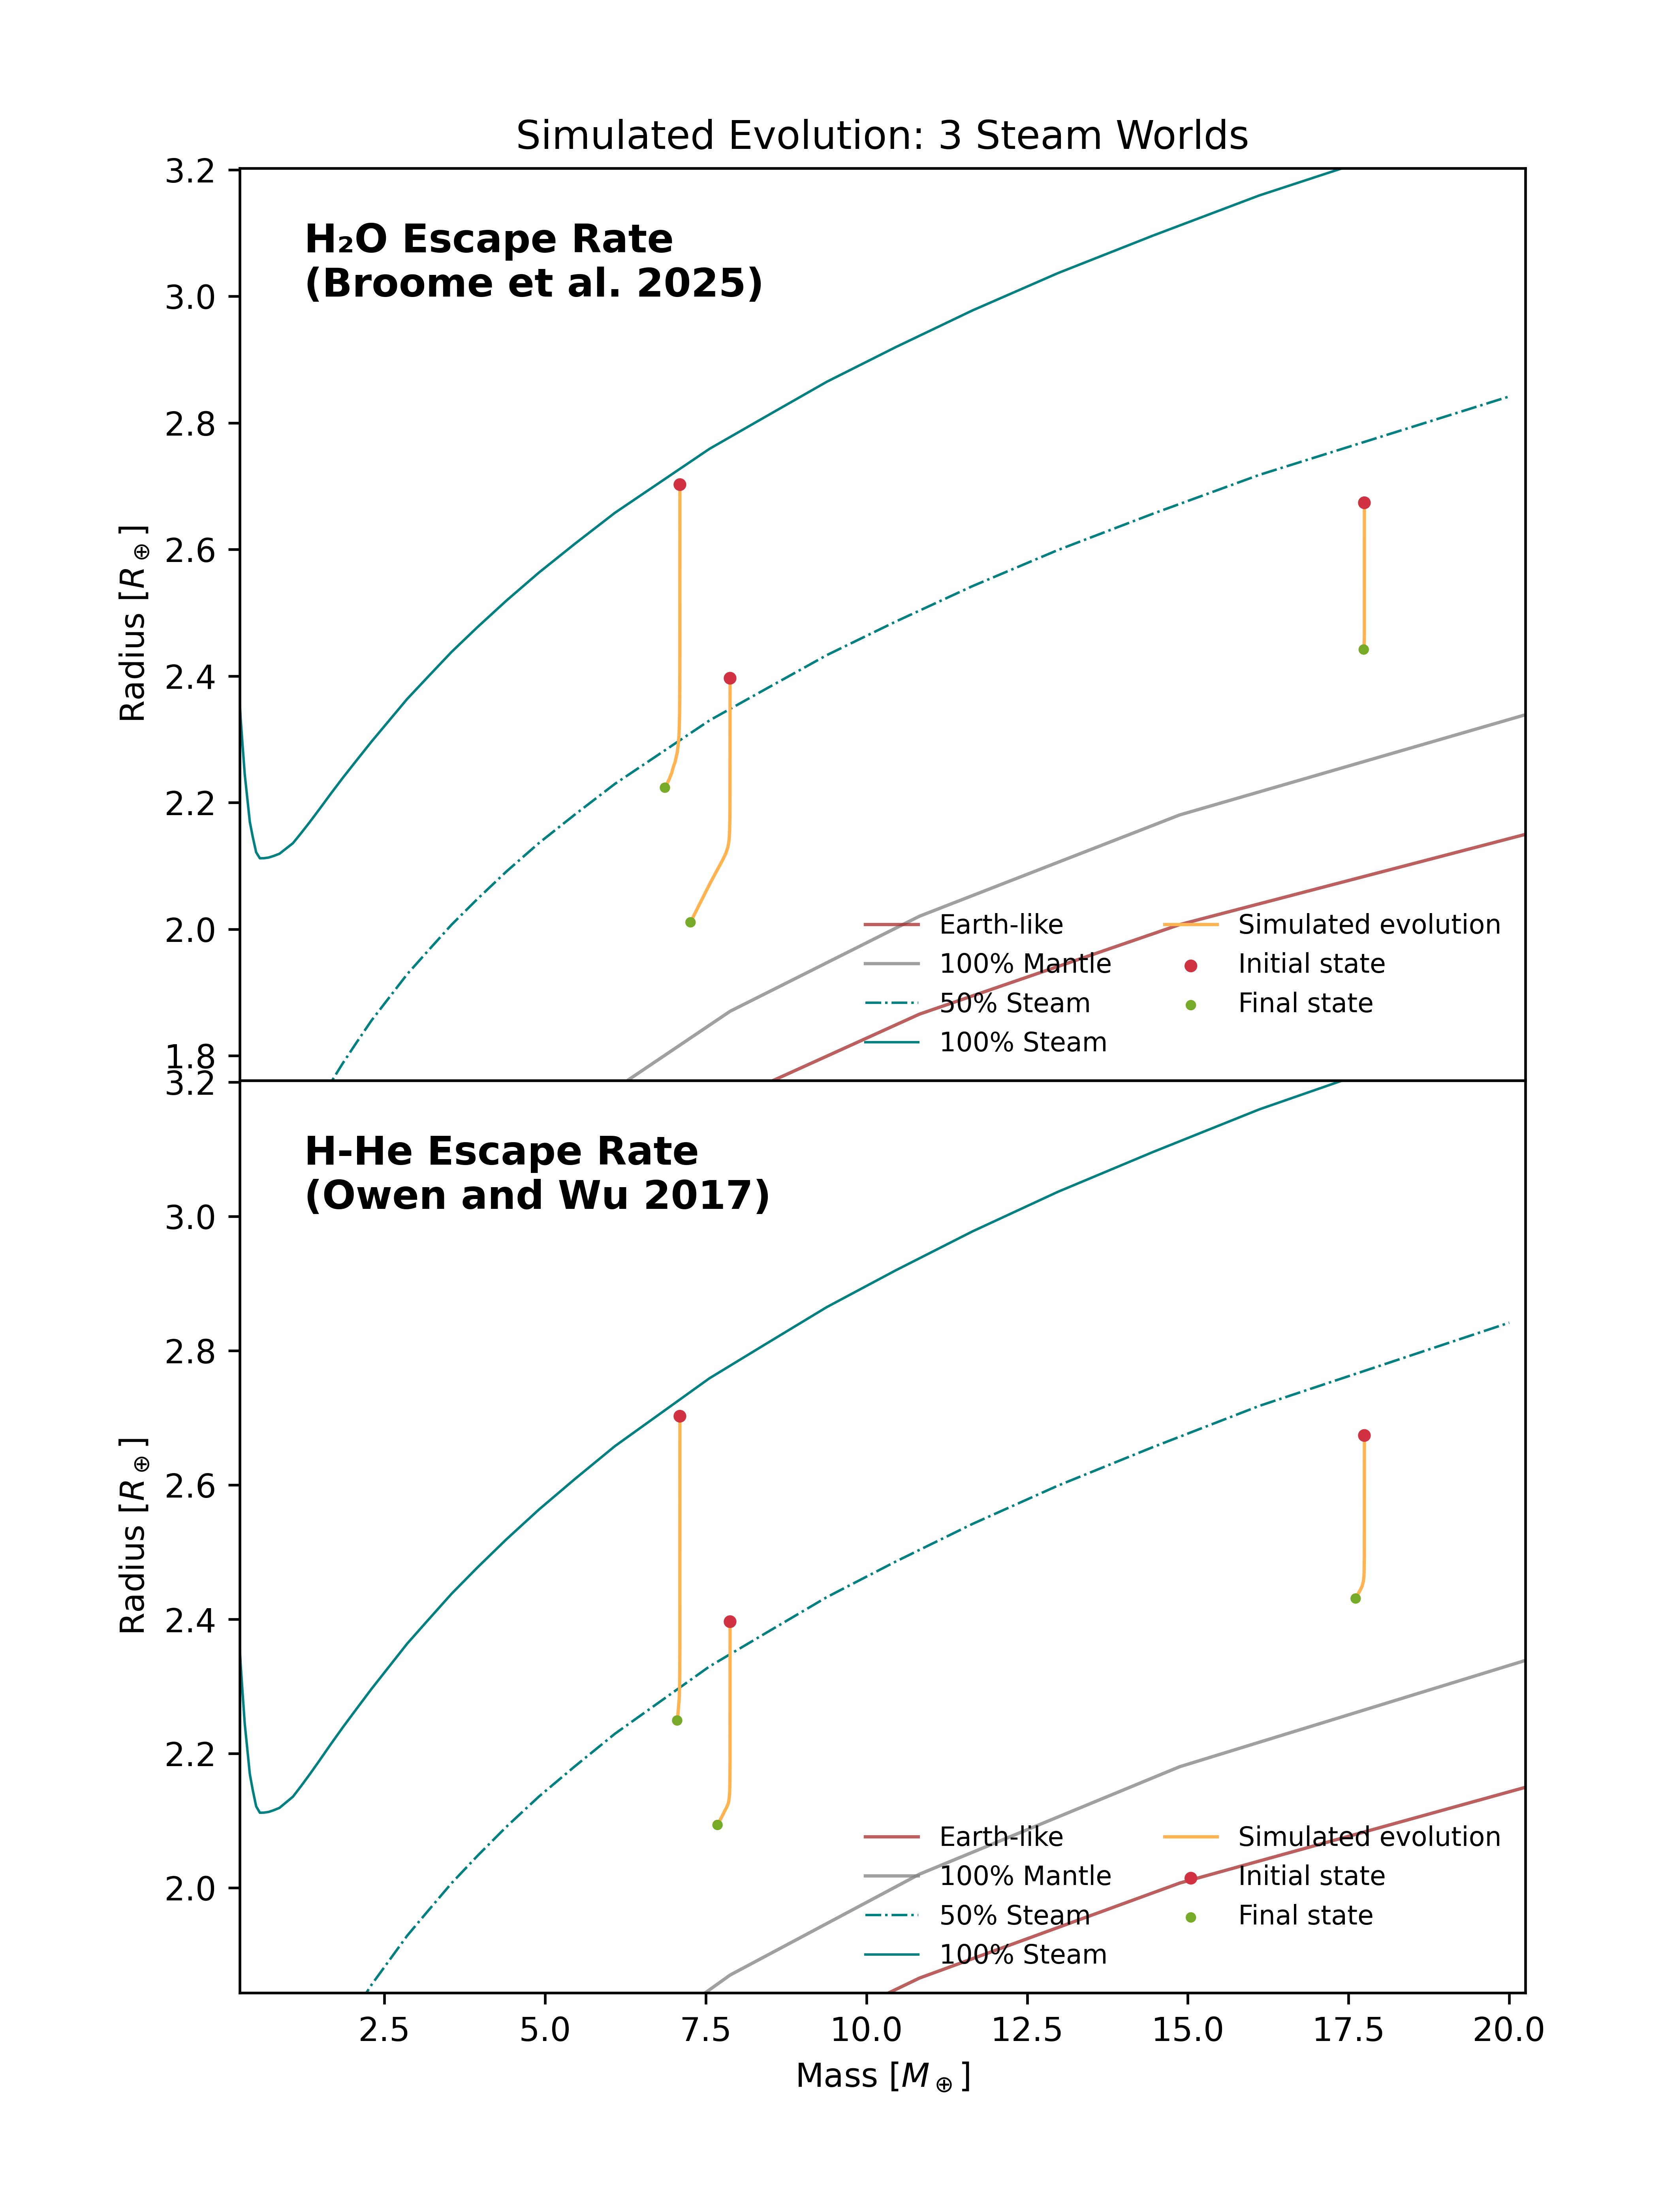 Simulated Evolution: 3 Steam Worlds
3.2
3.0
2.8
2.6
2.4
2.2
2.0
1.8
Radius [R⊕]
H₂O Escape Rate
(Broome et al. 2025)
Earth-like
100% Mantle
50% Steam
100% Steam
Simulated evolution
Initial state
Final state
3.2
3.0
2.8
2.6
2.4
2.2
2.0
Radius [R⊕]
H-He Escape Rate
(Owen and Wu 2017)
Earth-like
100% Mantle
50% Steam
100% Steam
Simulated evolution
Initial state
Final state
2.5 5.0 7.5 10.0 12.5 15.0 17.5 20.0
Mass [M⊕]